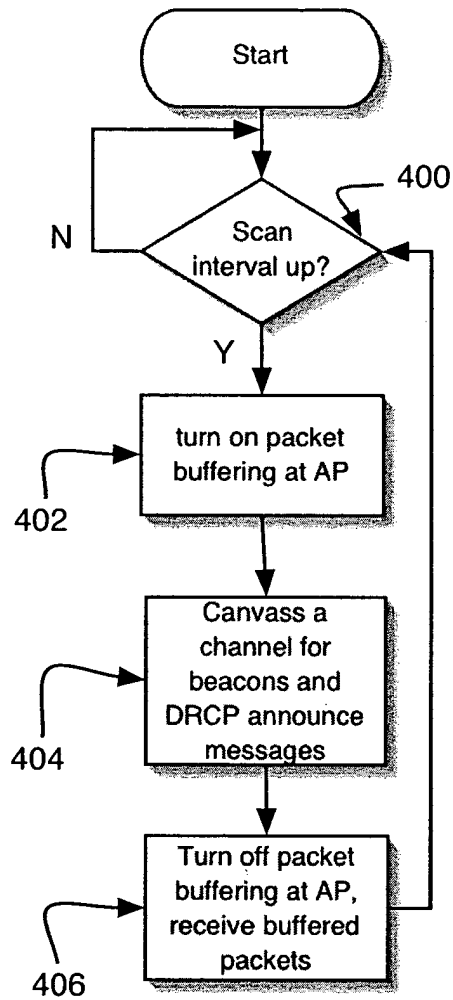 Start
400
N
Scan
interval up?
Y
turn on packet
buffering at AP
402
Canvass a
channel for
beacons and
DRCP announce
messages
404
Turn off packet
buffering at AP,
receive buffered
packets
406